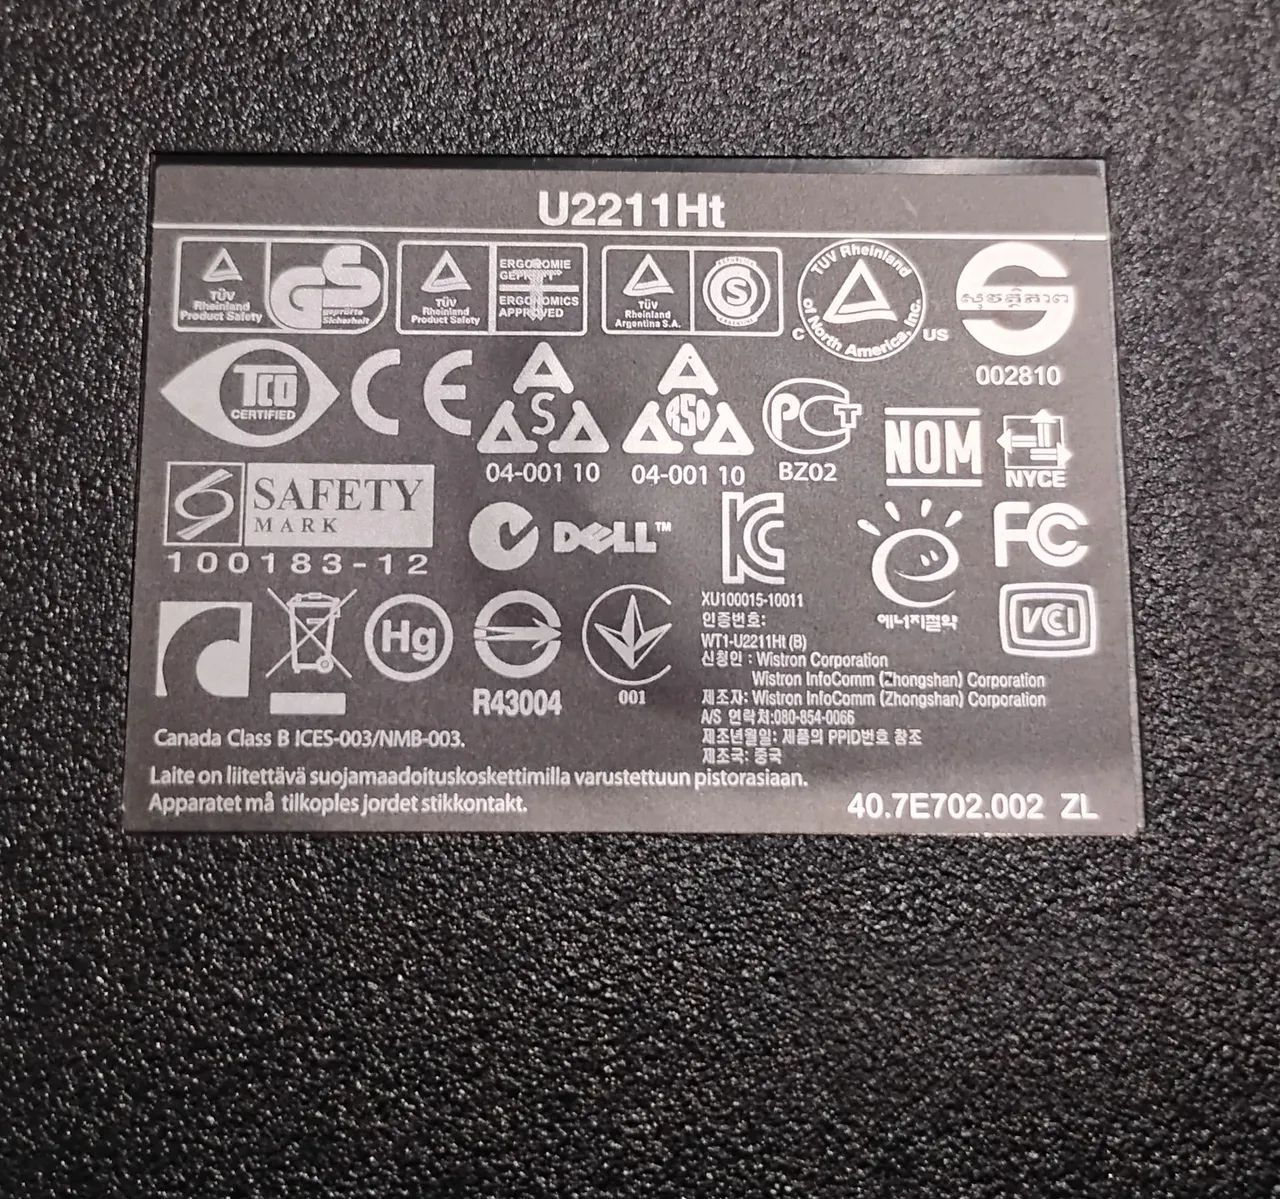 U2211Ht
TÜV
Rheinland
Product Safety
GS
geprüfte
Sicherheit
TÜV
Rheinland
Product Safety
ERGONOMIE
GEPRÜFT
ERGONOMICS
APPROVED
TÜV
Rheinland
Argentina S.A.
S
TÜV Rheinland
of North America, Inc.
C US
002810
TCO
CERTIFIED
CE
S
04-001 10
RSD
04-001 10
PCT
BZ02
NOM
NYCE
SAFETY
MARK
100183-12
DELL™
KC
에너지절약
FC
VCI
Hg
R43004
001
XU100015-10011
인증번호:
WT1-U2211Ht (B)
신청인 : Wistron Corporation
Wistron InfoComm (Zhongshan) Corporation
제조자: Wistron InfoComm (Zhongshan) Corporation
A/S 연락처:080-854-0066
제조년월일: 제품의 PPID번호 참조
제조국: 중국
Canada Class B ICES-003/NMB-003.
Laite on liitettävä suojamaadoituskoskettimilla varustettuun pistorasiaan.
Apparatet må tilkoples jordet stikkontakt.
40.7E702.002 ZL